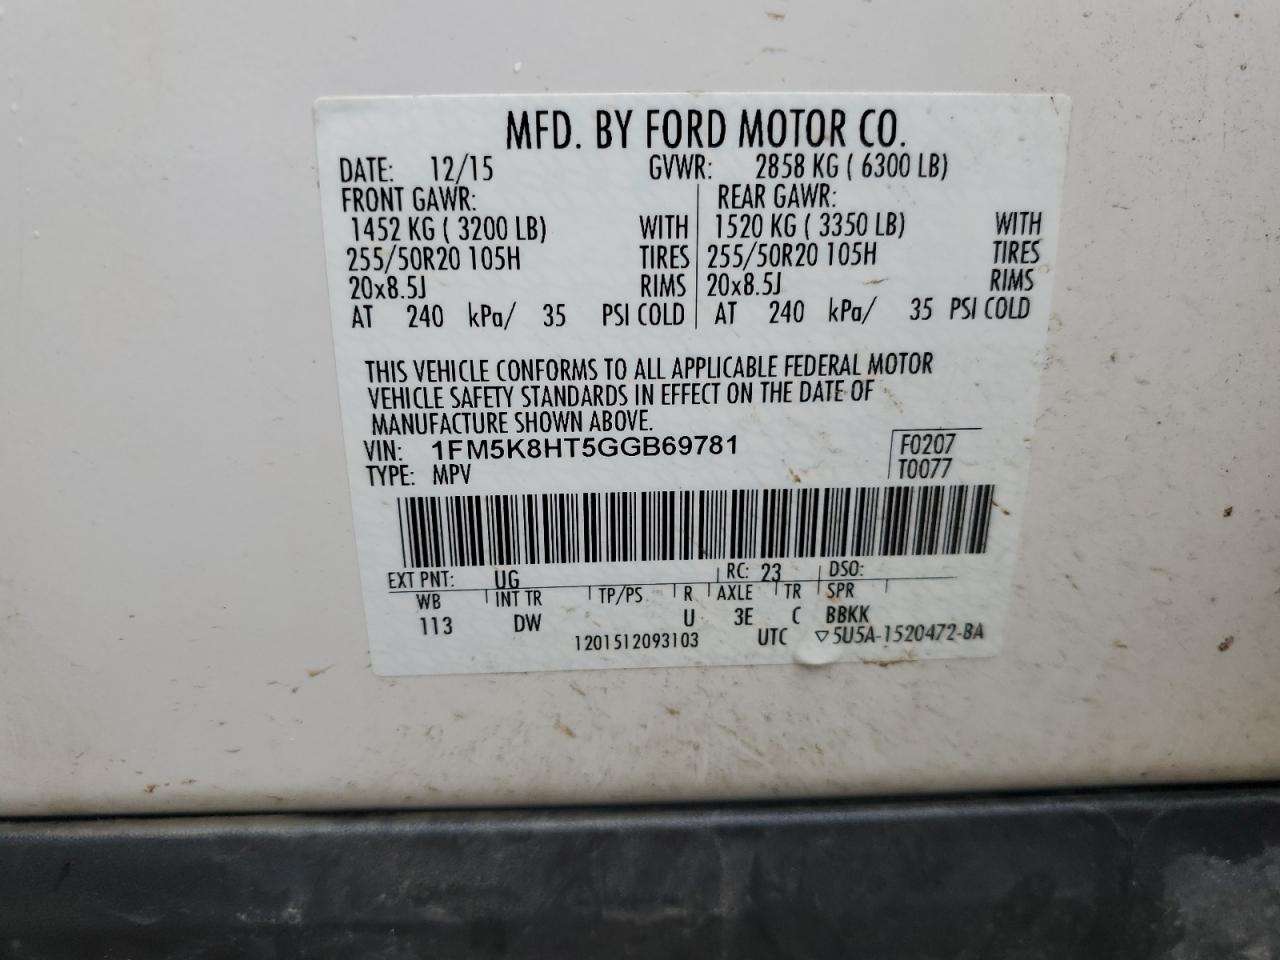 MFD. BY FORD MOTOR CO.
DATE: 12/15 GVWR: 2858 KG ( 6300 LB)
FRONT GAWR: REAR GAWR:
1452 KG ( 3200 LB) WITH 1520 KG ( 3350 LB) WITH
255/50R20 105H TIRES 255/50R20 105H TIRES
20x8.5J RIMS 20x8.5J RIMS
AT 240 kPa/ 35 PSI COLD AT 240 kPa/ 35 PSI COLD
THIS VEHICLE CONFORMS TO ALL APPLICABLE FEDERAL MOTOR
VEHICLE SAFETY STANDARDS IN EFFECT ON THE DATE OF
MANUFACTURE SHOWN ABOVE.
VIN: 1FM5K8HT5GGB69781 F0207
TYPE: MPV T0077
EXT PNT: UG RC: 23 DSO:
WB INT TR TP/PS R AXLE TR SPR
113 DW U 3E C BBKK
1201512093103 UTC ▽5U5A-1520472-BA